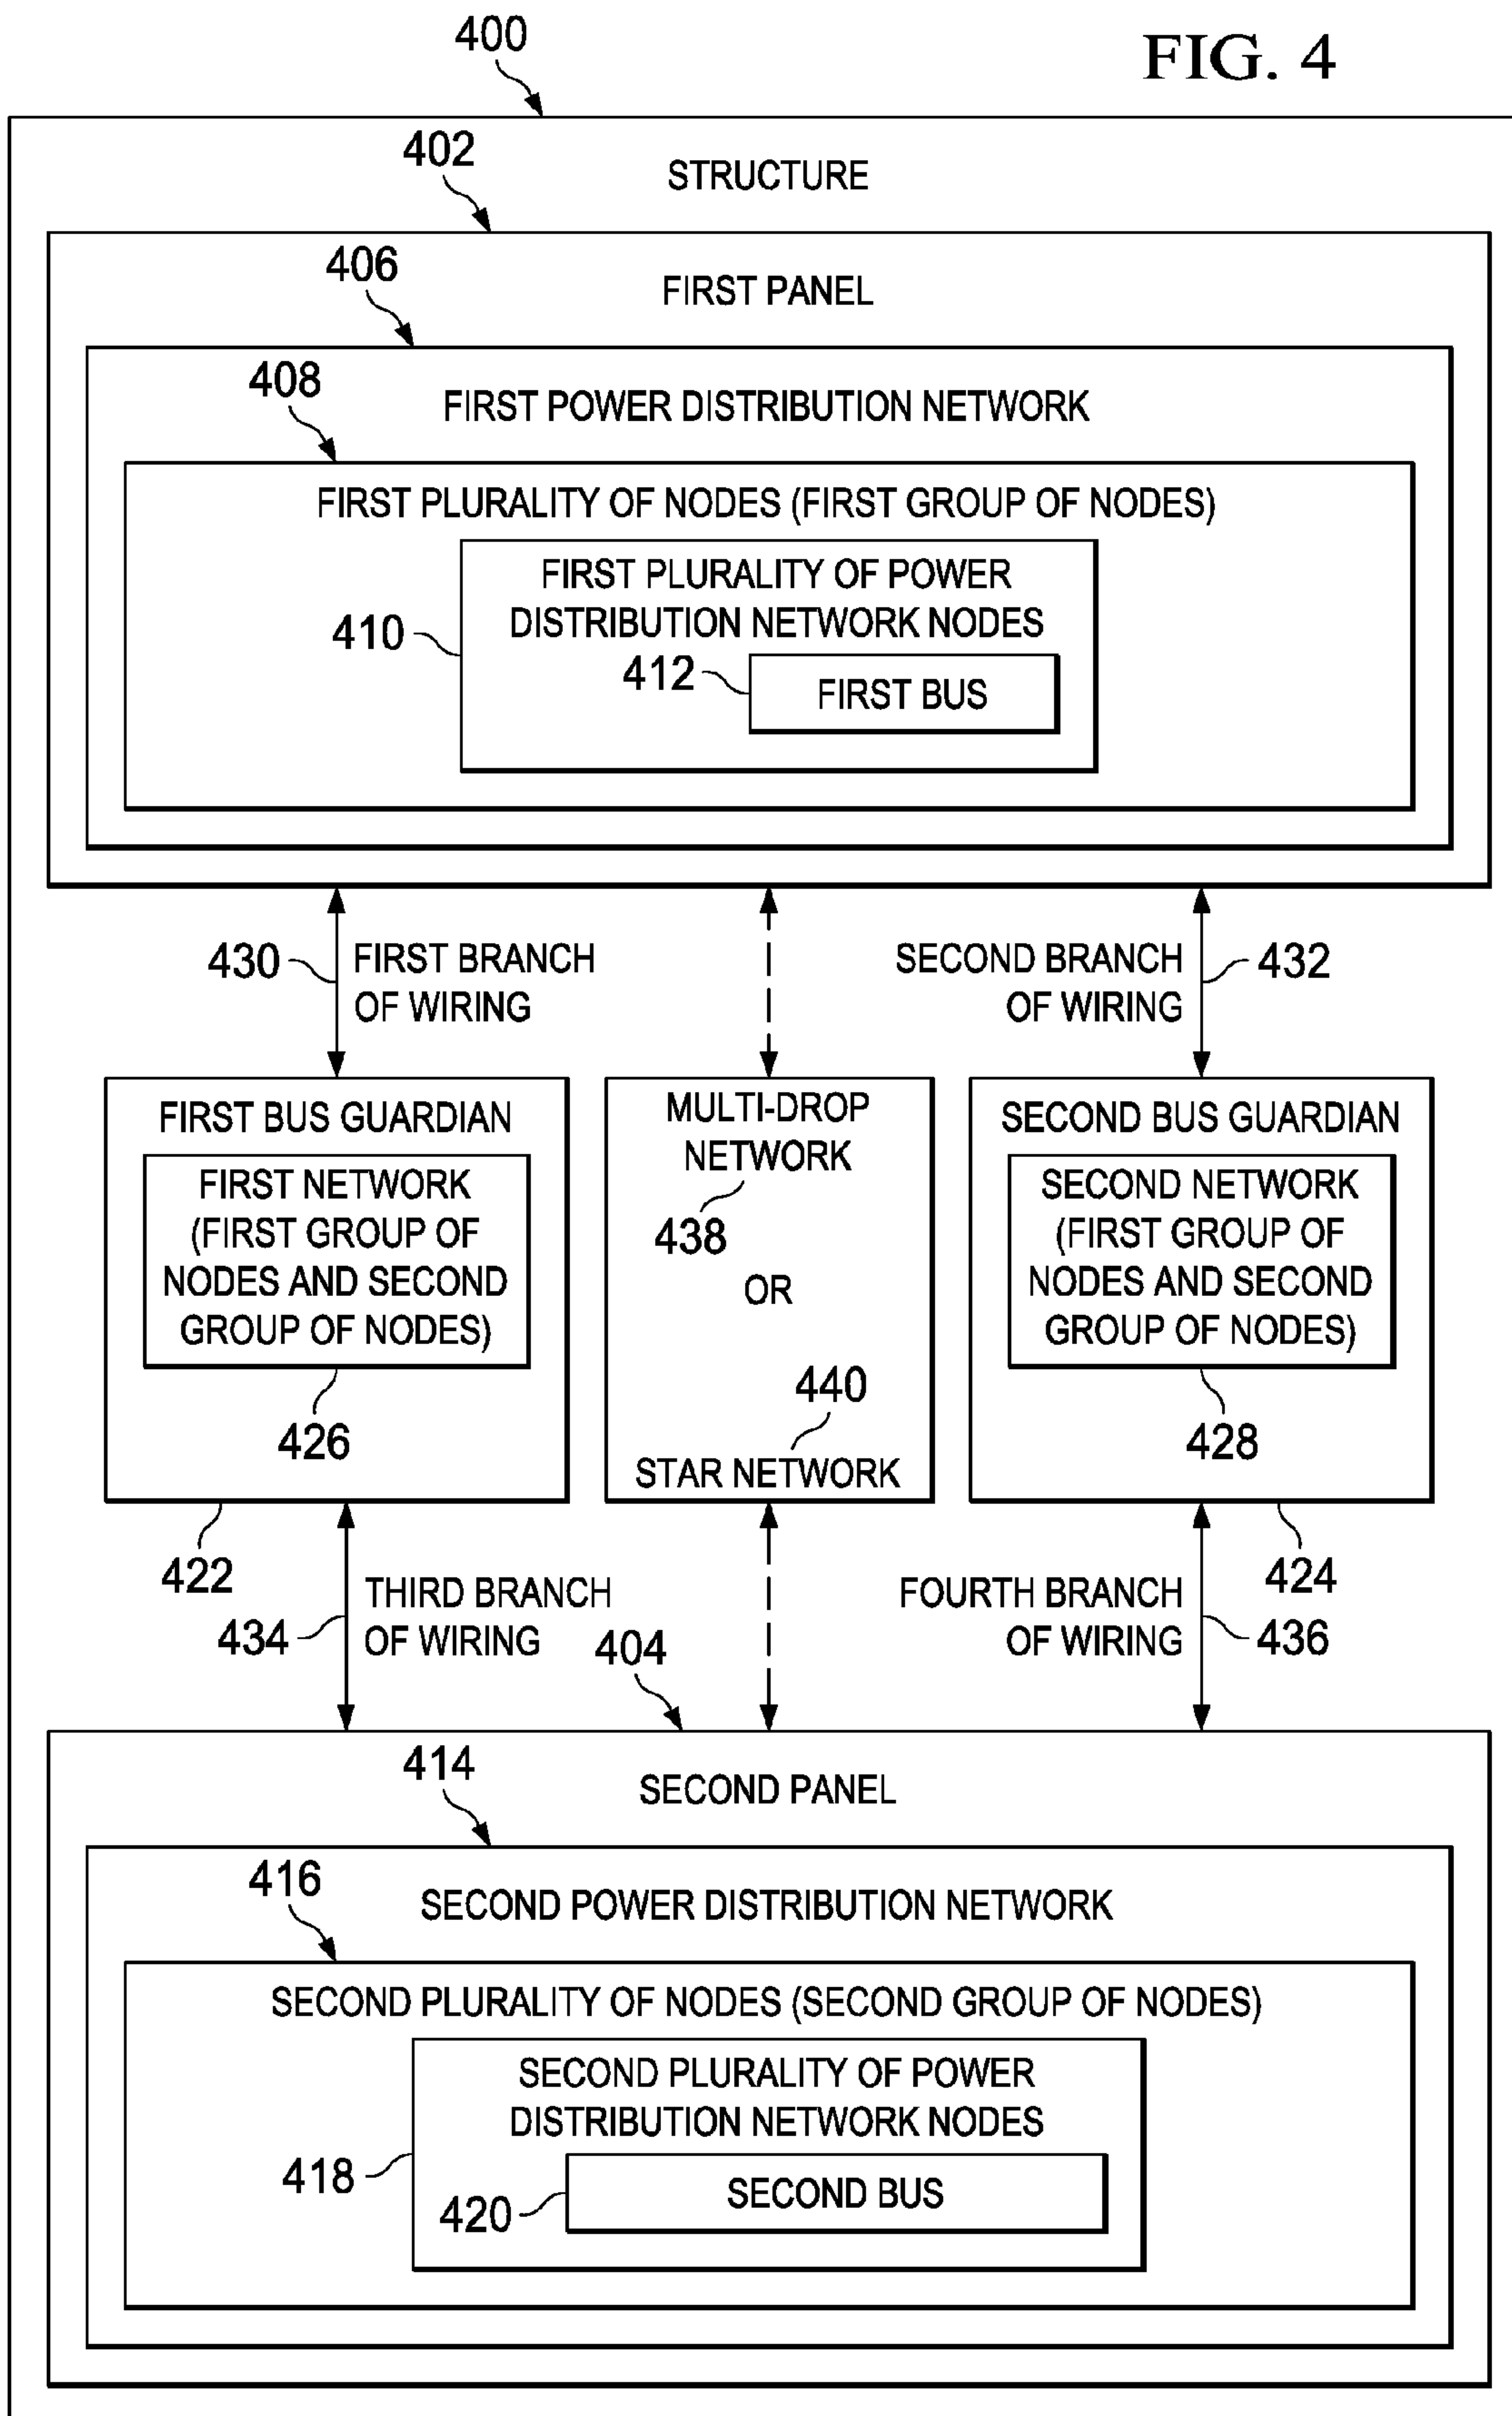 FIG. 4
400
STRUCTURE
402
FIRST PANEL
406
FIRST POWER DISTRIBUTION NETWORK
408
FIRST PLURALITY OF NODES (FIRST GROUP OF NODES)
FIRST PLURALITY OF POWER
DISTRIBUTION NETWORK NODES
410
412
FIRST BUS
430
FIRST BRANCH
OF WIRING
SECOND BRANCH
OF WIRING
432
FIRST BUS GUARDIAN
FIRST NETWORK
(FIRST GROUP OF
NODES AND SECOND
GROUP OF NODES)
426
422
MULTI-DROP
NETWORK
438
OR
440
STAR NETWORK
SECOND BUS GUARDIAN
SECOND NETWORK
(FIRST GROUP OF
NODES AND SECOND
GROUP OF NODES)
428
424
434
THIRD BRANCH
OF WIRING
404
FOURTH BRANCH
OF WIRING
436
SECOND PANEL
414
SECOND POWER DISTRIBUTION NETWORK
416
SECOND PLURALITY OF NODES (SECOND GROUP OF NODES)
SECOND PLURALITY OF POWER
DISTRIBUTION NETWORK NODES
418
420
SECOND BUS